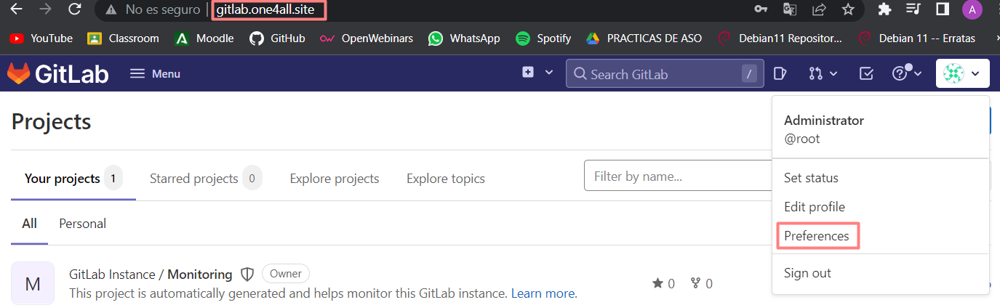 No es seguro gitlab.one4all.site A
YouTube Classroom Moodle GitHub OpenWebinars WhatsApp Spotify PRACTICAS DE ASO Debian11 Repositor... Debian 11 -- Erratas
GitLab Menu Search GitLab /
Projects
Administrator
@root
Your projects 1 Starred projects 0 Explore projects Explore topics Filter by name...
Set status
Edit profile
All Personal
Preferences
Sign out
M
GitLab Instance / Monitoring Owner 0 0
This project is automatically generated and helps monitor this GitLab instance. Learn more.